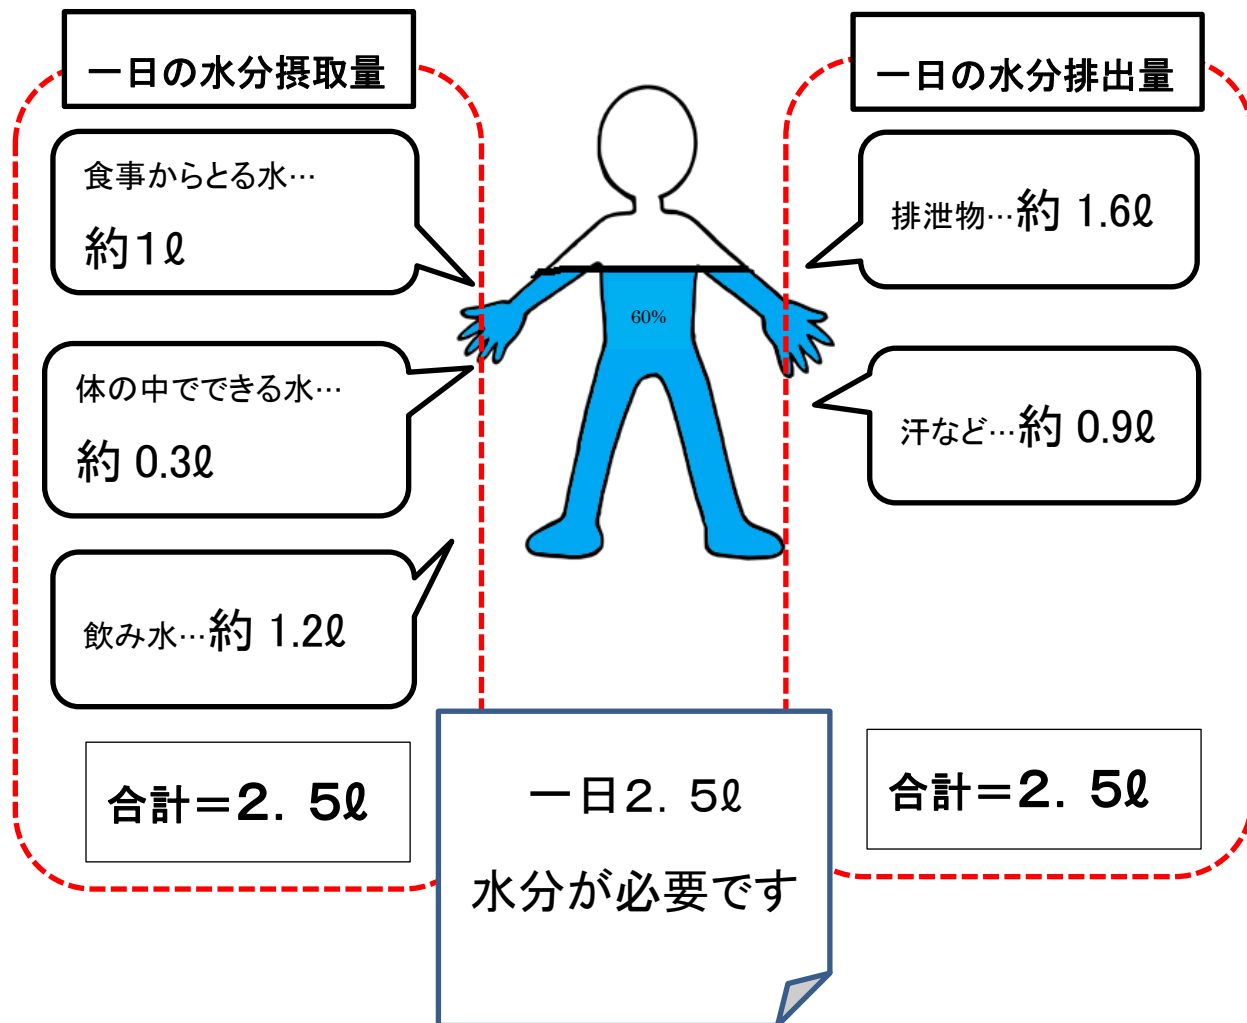 一日の水分摂取量
食事からとる水…
約1ℓ
体の中でできる水…
約 0.3ℓ
飲み水…約 1.2ℓ
合計＝２．５ℓ
60%
一日の水分排出量
排泄物…約 1.6ℓ
汗など…約 0.9ℓ
合計＝２．５ℓ
一日２．５ℓ
水分が必要です